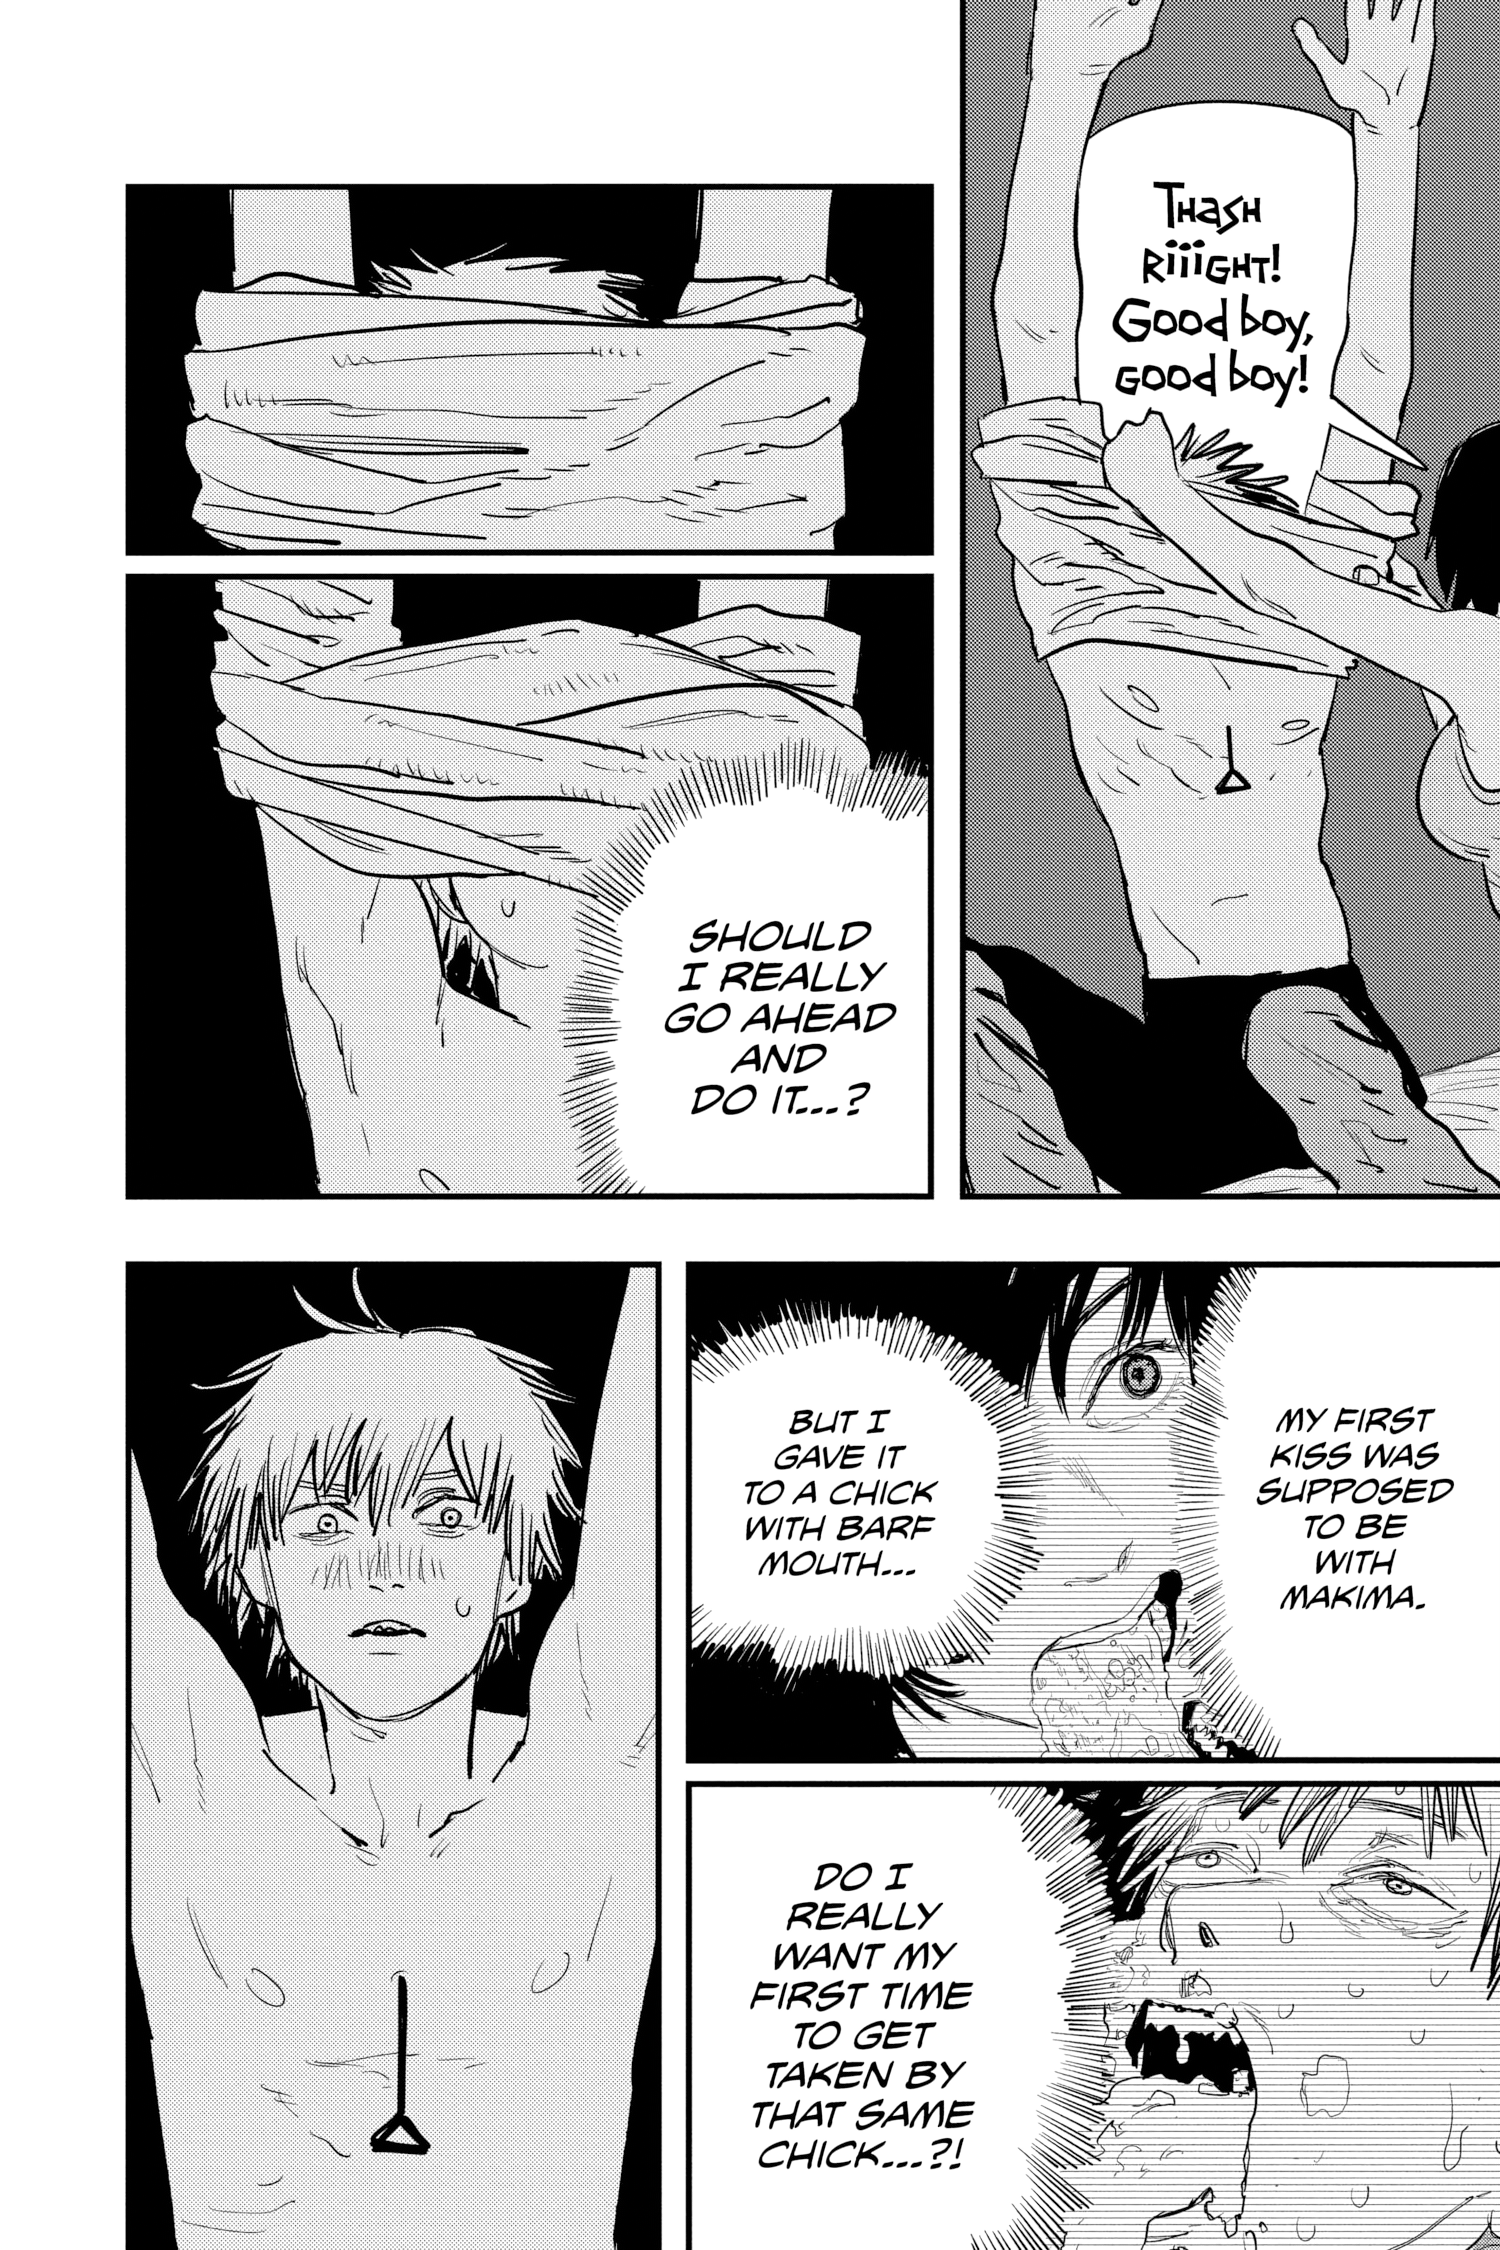 Thash
riiight!
Good boy,
good boy!
SHOULD
I REALLY
GO AHEAD
AND
DO IT...?
MY FIRST
KISS WAS
SUPPOSED
TO BE
WITH
MAKIMA.
BUT I
GAVE IT
TO A CHICK
WITH BARF
MOUTH...
DO I
REALLY
WANT MY
FIRST TIME
TO GET
TAKEN BY
THAT SAME
CHICK...?!